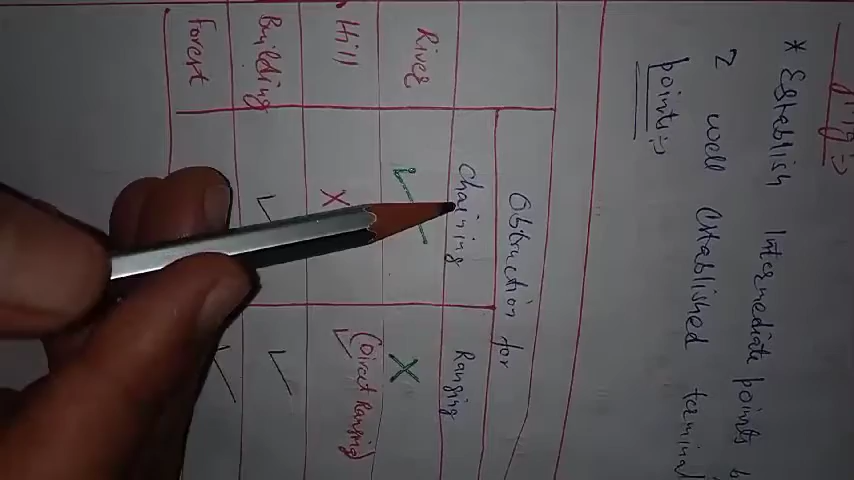 * Establish Intermediate points
2 well Established terminal
points :-
Obstruction for
Chaining Ranging
River ✓ X
Hill X ✓ (Direct Ranging)
Building ✓ ✓
Forest ✓